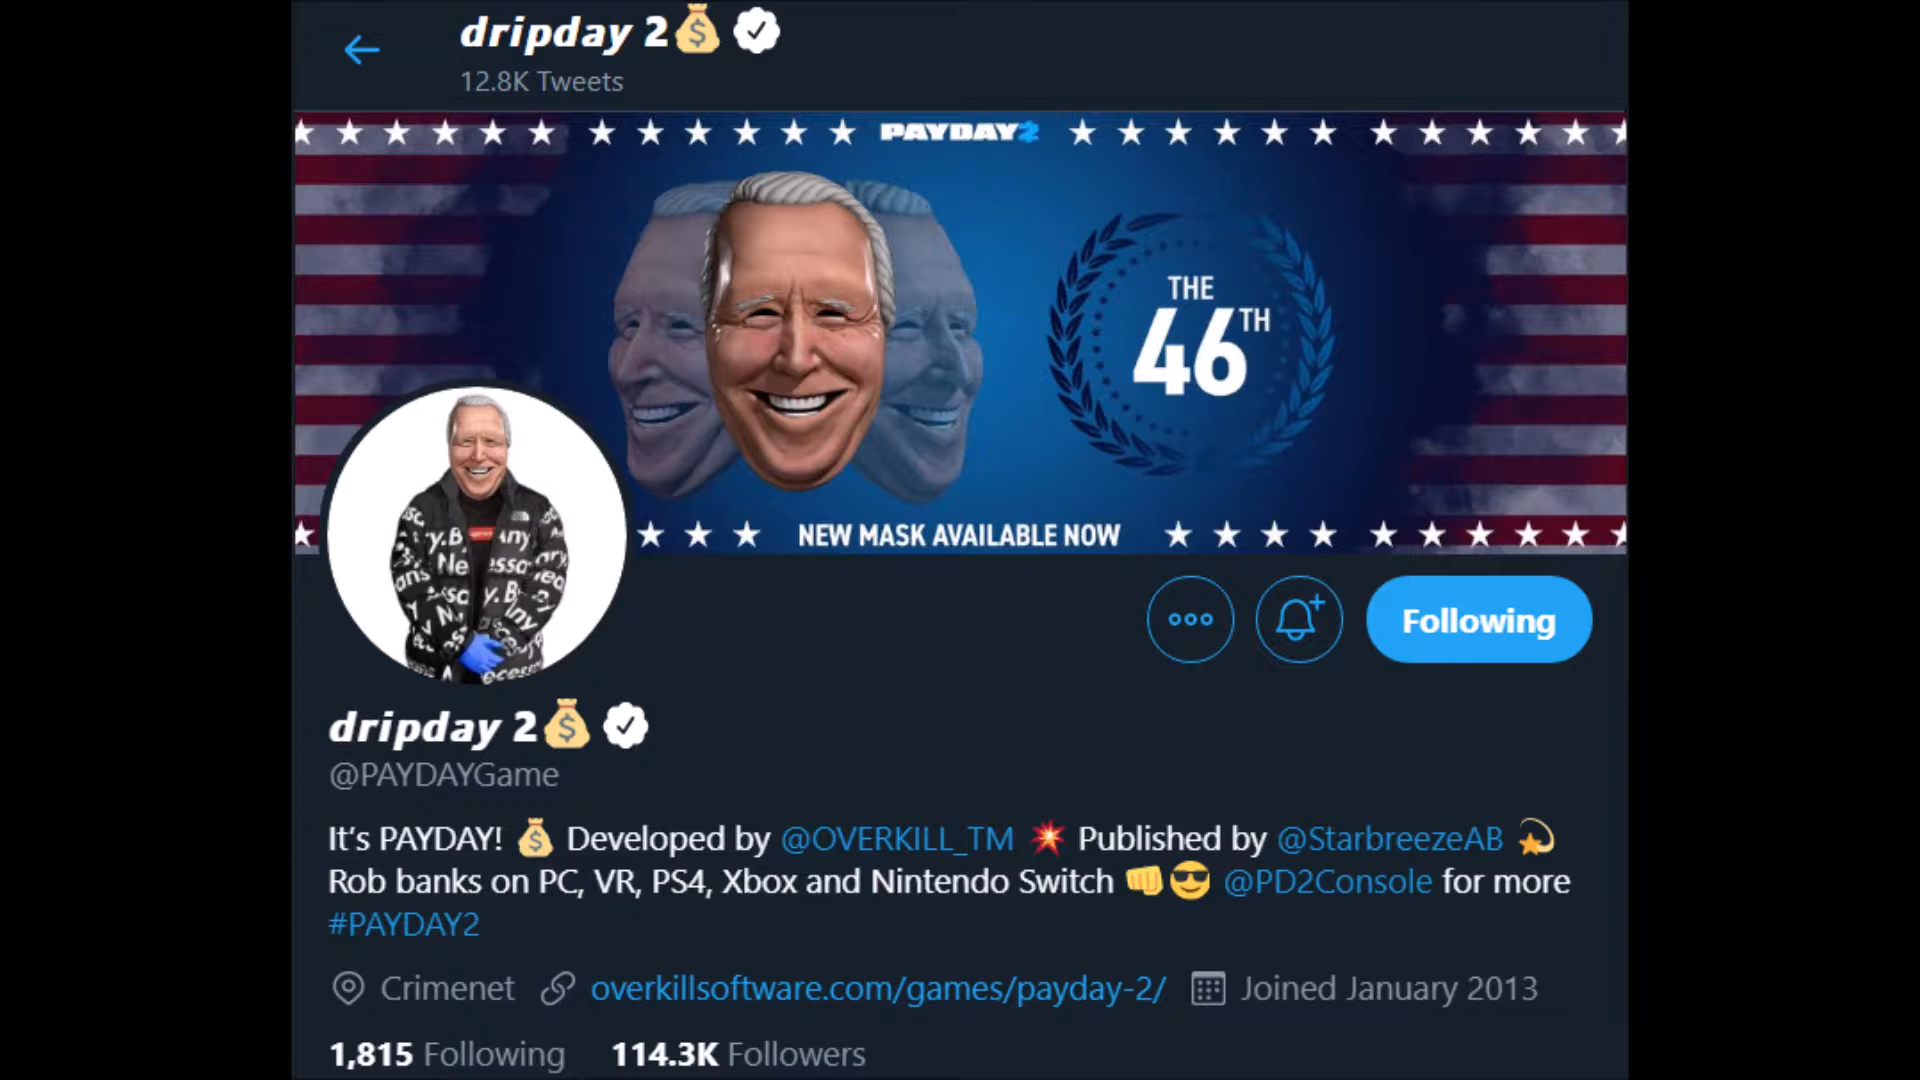 dripday 2💰
12.8K Tweets
PAYDAY2
THE
46TH
NEW MASK AVAILABLE NOW
Following
dripday 2💰
@PAYDAYGame
It's PAYDAY! 💰 Developed by @OVERKILL_TM 💥 Published by @StarbreezeAB 💫
Rob banks on PC, VR, PS4, Xbox and Nintendo Switch 👊😎 @PD2Console for more
#PAYDAY2
Crimenet overkillsoftware.com/games/payday-2/ Joined January 2013
1,815 Following 114.3K Followers